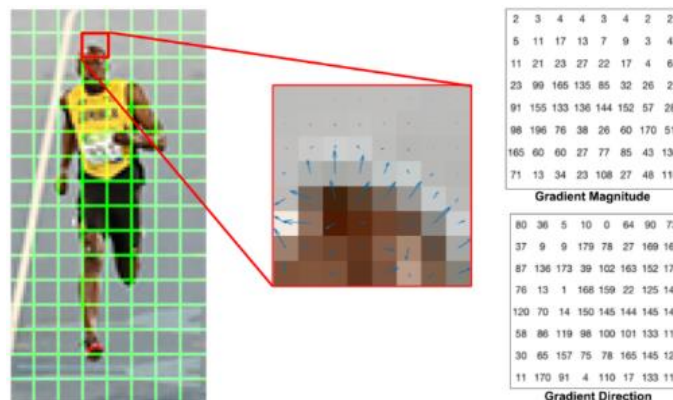 2 3 4 4 3 4 2 2
5 11 17 13 7 9 3 4
11 21 23 27 22 17 4 6
23 99 165 135 85 32 26 2
91 155 133 136 144 152 57 28
98 196 76 38 26 60 170 51
165 60 60 27 77 85 43 13
71 13 34 23 108 27 48 11
Gradient Magnitude
80 36 5 10 0 64 90 73
37 9 9 179 78 27 169 16
87 136 173 39 102 163 152 17
76 13 1 168 159 22 125 14
120 70 14 150 145 144 145 14
58 86 119 98 100 101 133 11
30 65 157 75 78 165 145 12
11 170 91 4 110 17 133 11
Gradient Direction